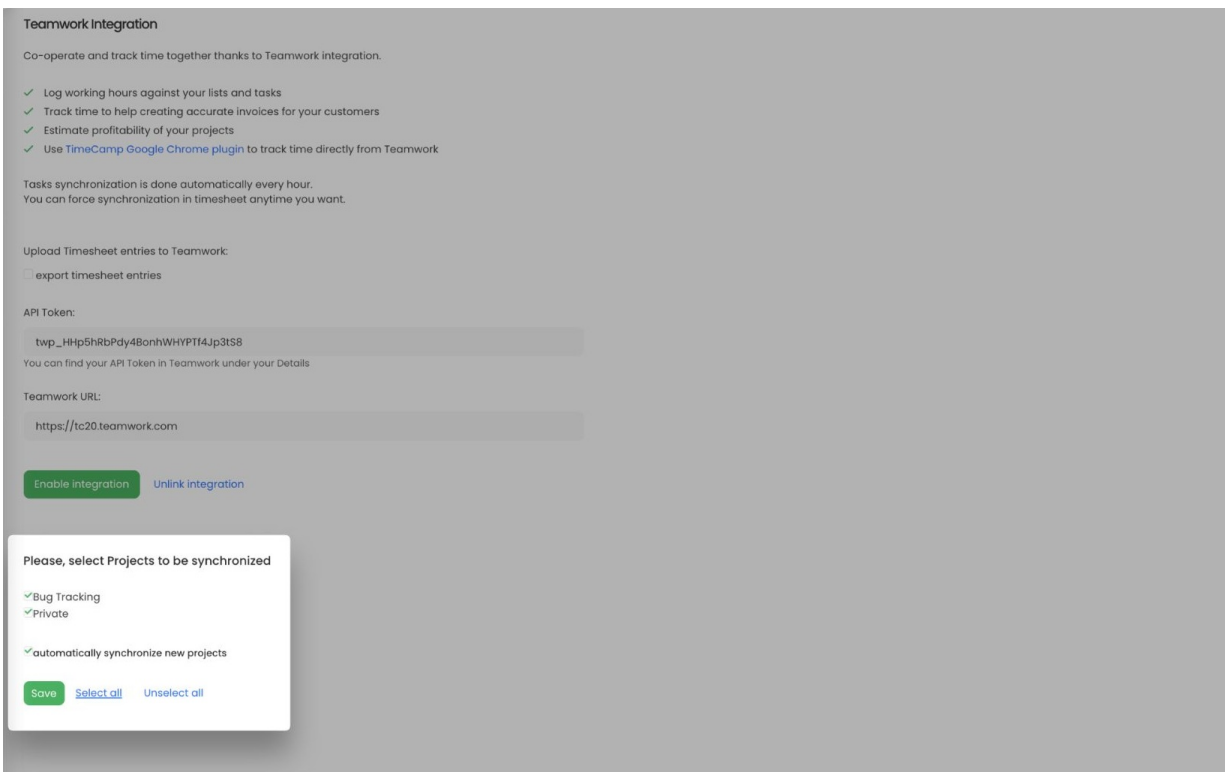 Teamwork Integration
Co-operate and track time together thanks to Teamwork integration.
Log working hours against your lists and tasks
Track time to help creating accurate invoices for your customers
Estimate profitability of your projects
Use TimeCamp Google Chrome plugin to track time directly from Teamwork
Tasks synchronization is done automatically every hour.
You can force synchronization in timesheet anytime you want.
Upload Timesheet entries to Teamwork:
export timesheet entries
API Token:
twp_HHp5hRbPdy4BonhWHYPTf4Jp3tS8
You can find your API Token in Teamwork under your Details
Teamwork URL:
https://tc20.teamwork.com
Enable integration Unlink integration
Please, select Projects to be synchronized
Bug Tracking
Private
automatically synchronize new projects
Save Select all Unselect all